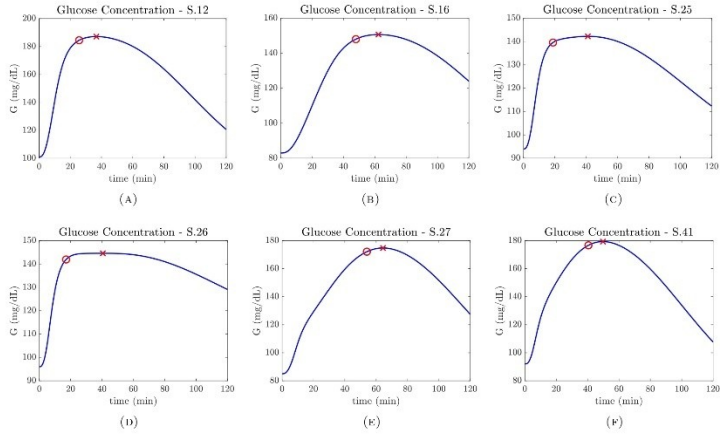 Glucose Concentration - S.12
200
180
160
140
120
100
0 20 40 60 80 100 120
G (mg/dL)
time (min)
(A)
Glucose Concentration - S.16
160
140
120
100
80
0 20 40 60 80 100 120
G (mg/dL)
time (min)
(B)
Glucose Concentration - S.25
150
140
130
120
110
100
90
0 20 40 60 80 100 120
G (mg/dL)
time (min)
(C)
Glucose Concentration - S.26
150
140
130
120
110
100
90
0 20 40 60 80 100 120
G (mg/dL)
time (min)
(D)
Glucose Concentration - S.27
180
160
140
120
100
80
0 20 40 60 80 100 120
G (mg/dL)
time (min)
(E)
Glucose Concentration - S.41
180
160
140
120
100
80
0 20 40 60 80 100 120
G (mg/dL)
time (min)
(F)